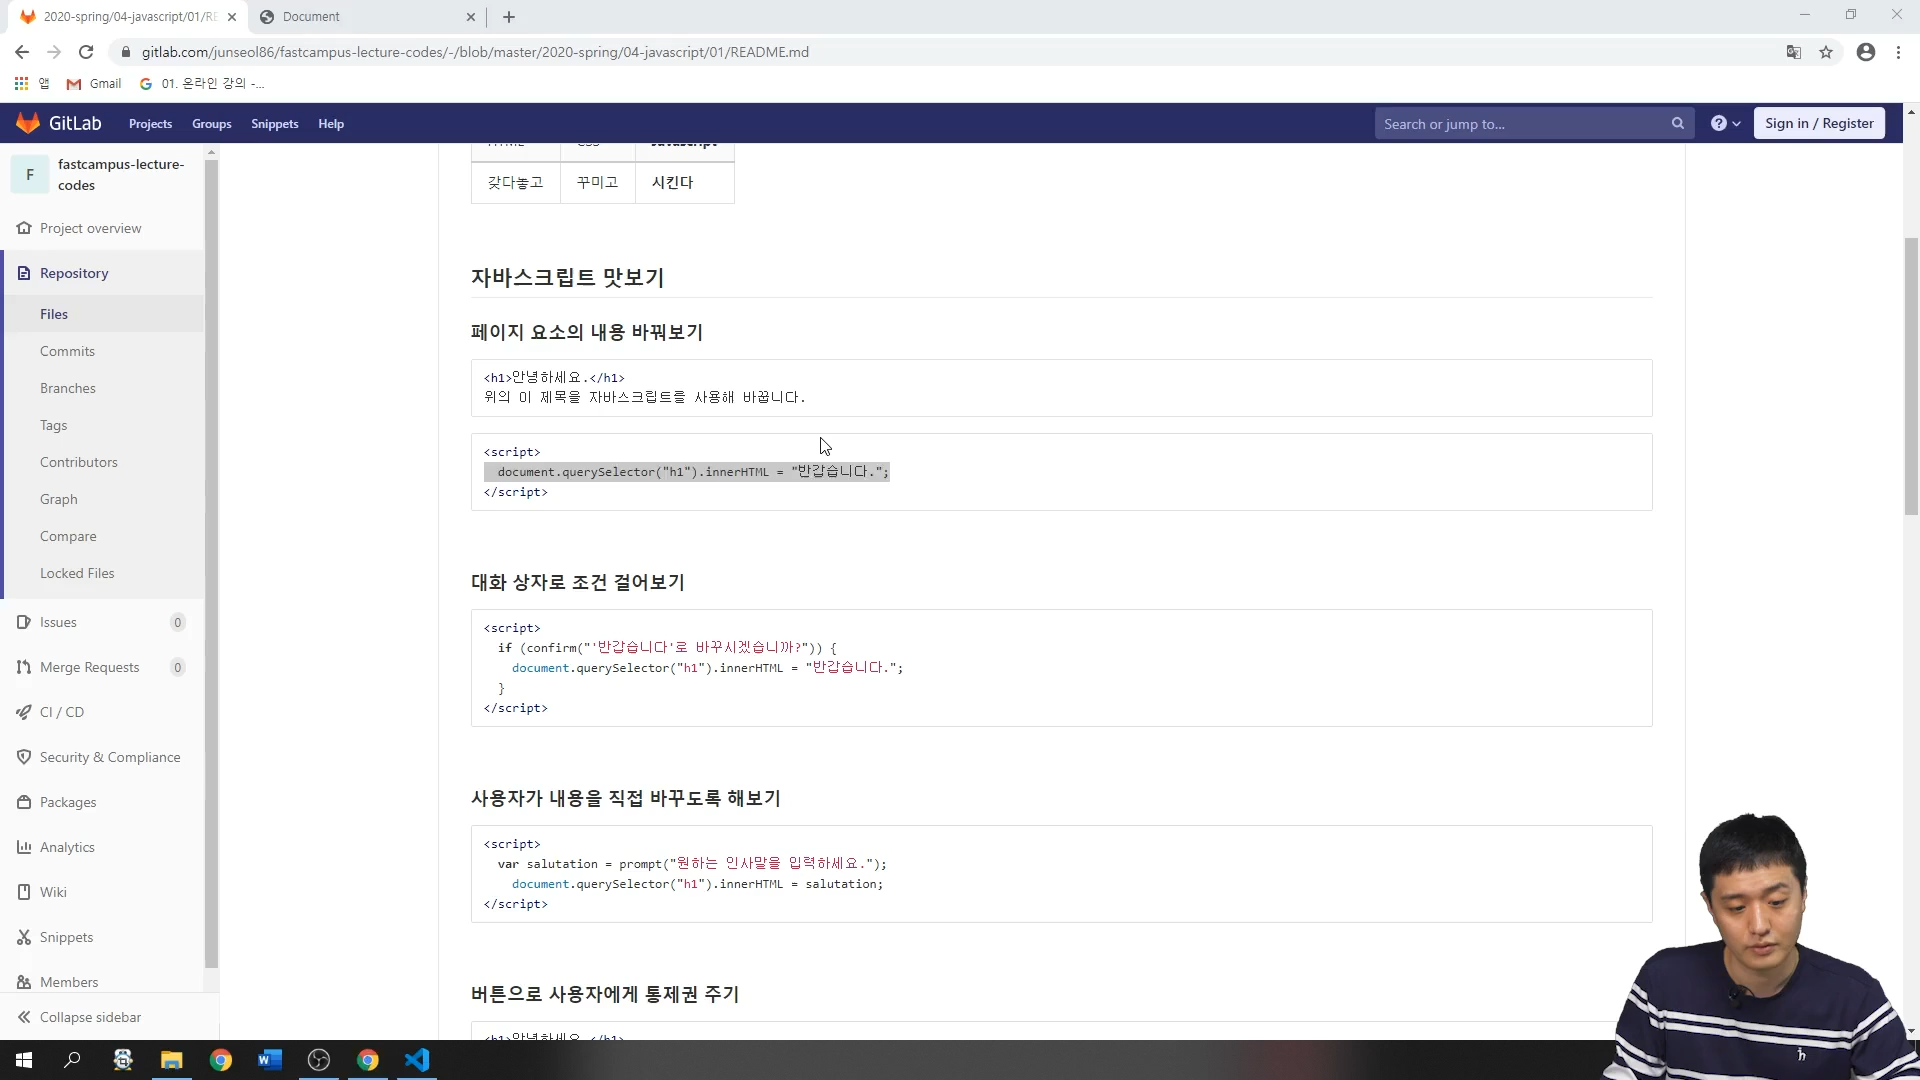 2020-spring/04-javascript/01/RE
Document
gitlab.com/junseol86/fastcampus-lecture-codes/-/blob/master/2020-spring/04-javascript/01/README.md
앱
Gmail
01. 온라인 강의 -...
GitLab
Projects
Groups
Snippets
Help
Search or jump to...
Sign in / Register
F
fastcampus-lecture-
codes
Project overview
Repository
Files
Commits
Branches
Tags
Contributors
Graph
Compare
Locked Files
Issues
0
Merge Requests
0
CI / CD
Security & Compliance
Packages
Analytics
Wiki
Snippets
Members
Collapse sidebar
HTML CSS Javascript
갖다놓고 꾸미고 시킨다
자바스크립트 맛보기
페이지 요소의 내용 바꿔보기
<h1>안녕하세요.</h1>
위의 이 제목을 자바스크립트를 사용해 바꿉니다.
<script>
document.querySelector("h1").innerHTML = "반갑습니다.";
</script>
대화 상자로 조건 걸어보기
<script>
if (confirm("'반갑습니다'로 바꾸시겠습니까?")) {
document.querySelector("h1").innerHTML = "반갑습니다.";
}
</script>
사용자가 내용을 직접 바꾸도록 해보기
<script>
var salutation = prompt("원하는 인사말을 입력하세요.");
document.querySelector("h1").innerHTML = salutation;
</script>
버튼으로 사용자에게 통제권 주기
<h1>안녕하세요.</h1>